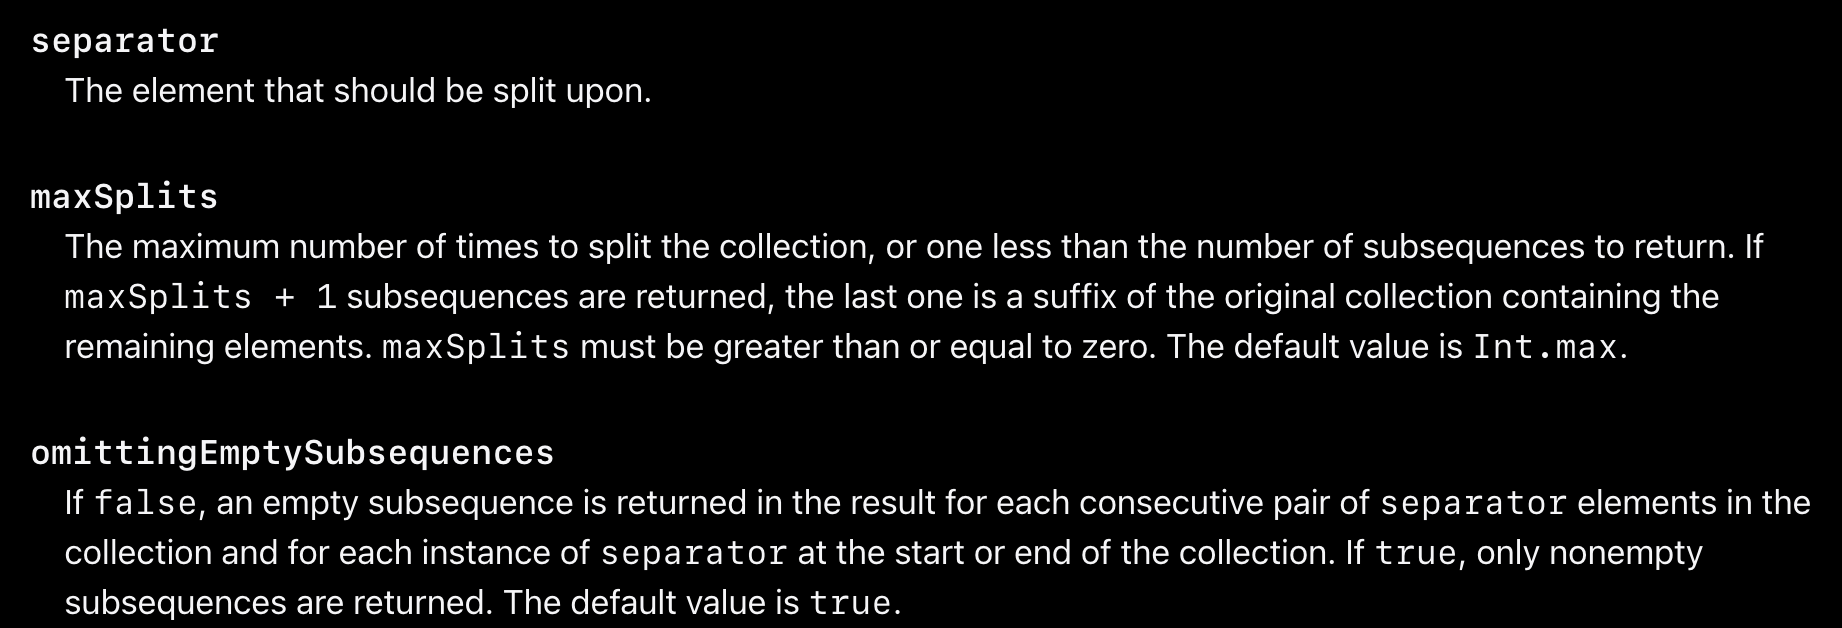 separator
The element that should be split upon.
maxSplits
The maximum number of times to split the collection, or one less than the number of subsequences to return. If
maxSplits + 1 subsequences are returned, the last one is a suffix of the original collection containing the
remaining elements. maxSplits must be greater than or equal to zero. The default value is Int.max.
omittingEmptySubsequences
If false, an empty subsequence is returned in the result for each consecutive pair of separator elements in the
collection and for each instance of separator at the start or end of the collection. If true, only nonempty
subsequences are returned. The default value is true.